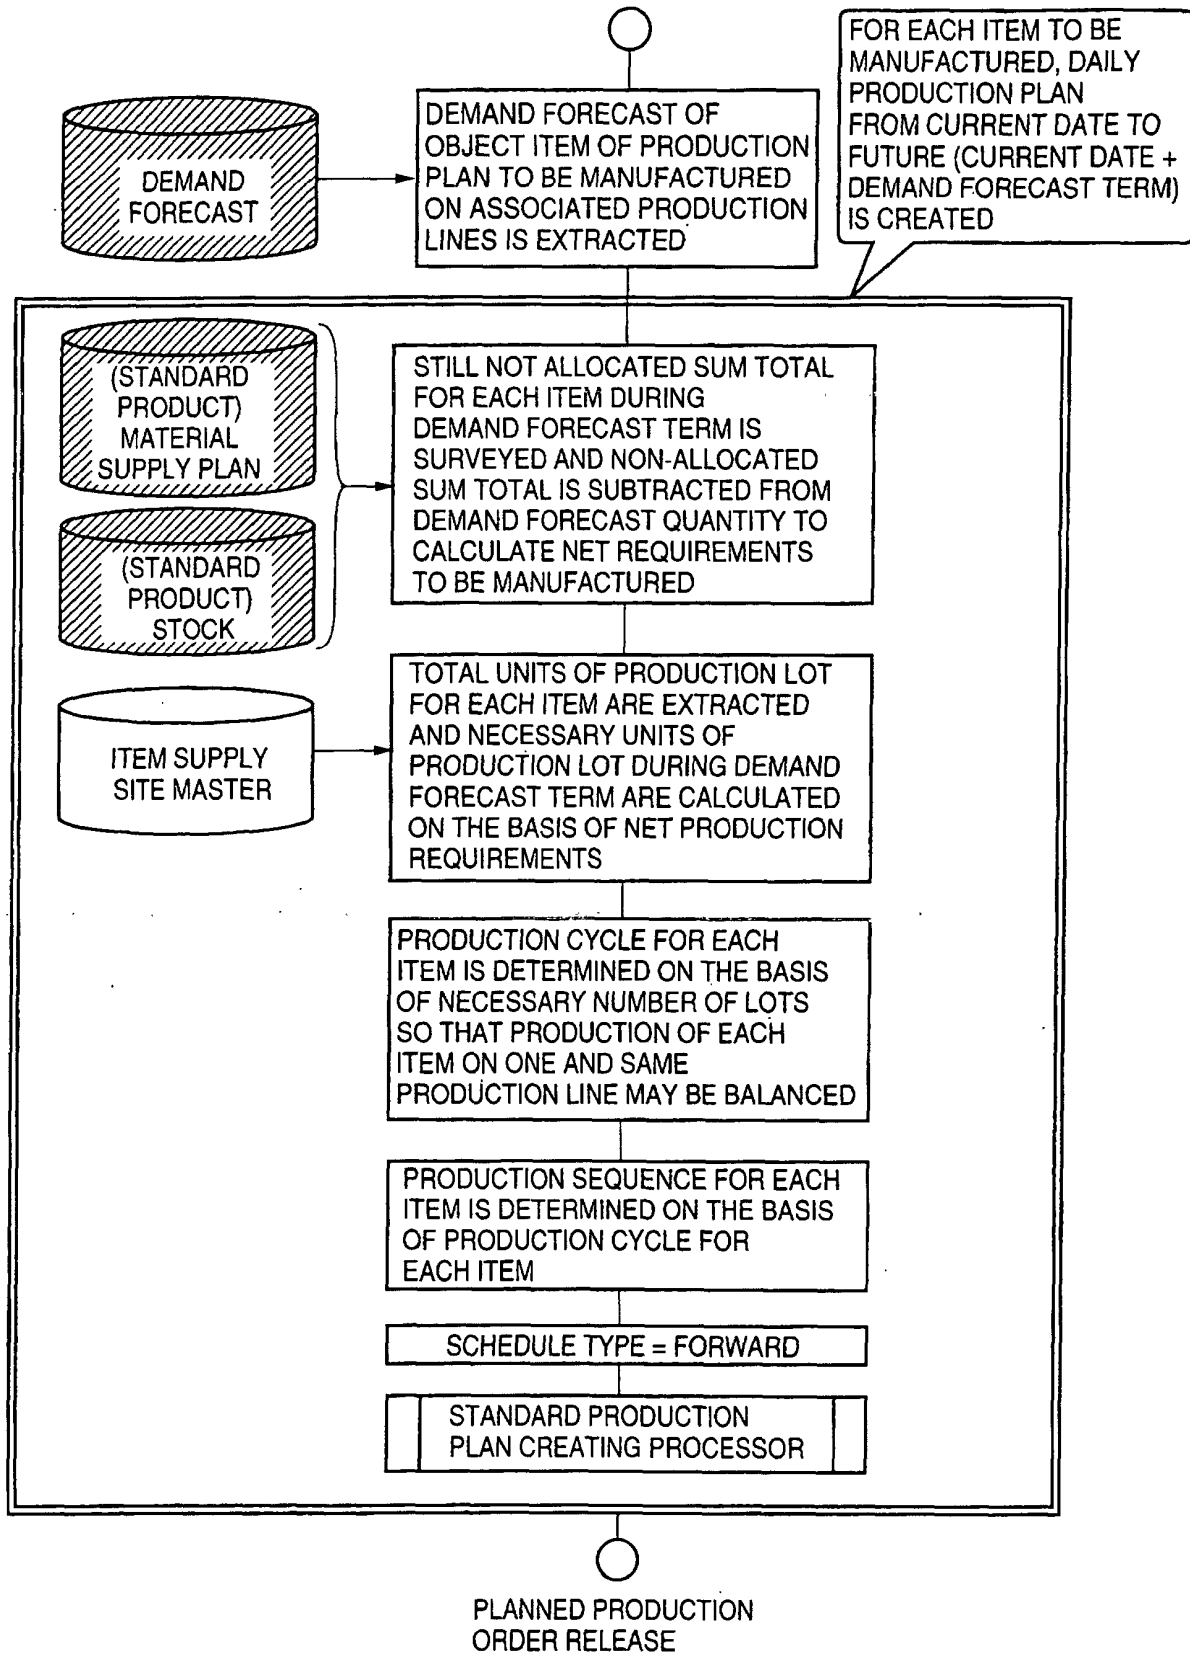 FOR EACH ITEM TO BE
MANUFACTURED, DAILY
PRODUCTION PLAN
FROM CURRENT DATE TO
FUTURE (CURRENT DATE +
DEMAND FORECAST TERM)
IS CREATED
DEMAND
FORECAST
DEMAND FORECAST OF
OBJECT ITEM OF PRODUCTION
PLAN TO BE MANUFACTURED
ON ASSOCIATED PRODUCTION
LINES IS EXTRACTED
(STANDARD
PRODUCT)
MATERIAL
SUPPLY PLAN
(STANDARD
PRODUCT)
STOCK
STILL NOT ALLOCATED SUM TOTAL
FOR EACH ITEM DURING
DEMAND FORECAST TERM IS
SURVEYED AND NON-ALLOCATED
SUM TOTAL IS SUBTRACTED FROM
DEMAND FORECAST QUANTITY TO
CALCULATE NET REQUIREMENTS
TO BE MANUFACTURED
ITEM SUPPLY
SITE MASTER
TOTAL UNITS OF PRODUCTION LOT
FOR EACH ITEM ARE EXTRACTED
AND NECESSARY UNITS OF
PRODUCTION LOT DURING DEMAND
FORECAST TERM ARE CALCULATED
ON THE BASIS OF NET PRODUCTION
REQUIREMENTS
PRODUCTION CYCLE FOR EACH
ITEM IS DETERMINED ON THE BASIS
OF NECESSARY NUMBER OF LOTS
SO THAT PRODUCTION OF EACH
ITEM ON ONE AND SAME
PRODUCTION LINE MAY BE BALANCED
PRODUCTION SEQUENCE FOR EACH
ITEM IS DETERMINED ON THE BASIS
OF PRODUCTION CYCLE FOR
EACH ITEM
SCHEDULE TYPE = FORWARD
STANDARD PRODUCTION
PLAN CREATING PROCESSOR
PLANNED PRODUCTION
ORDER RELEASE